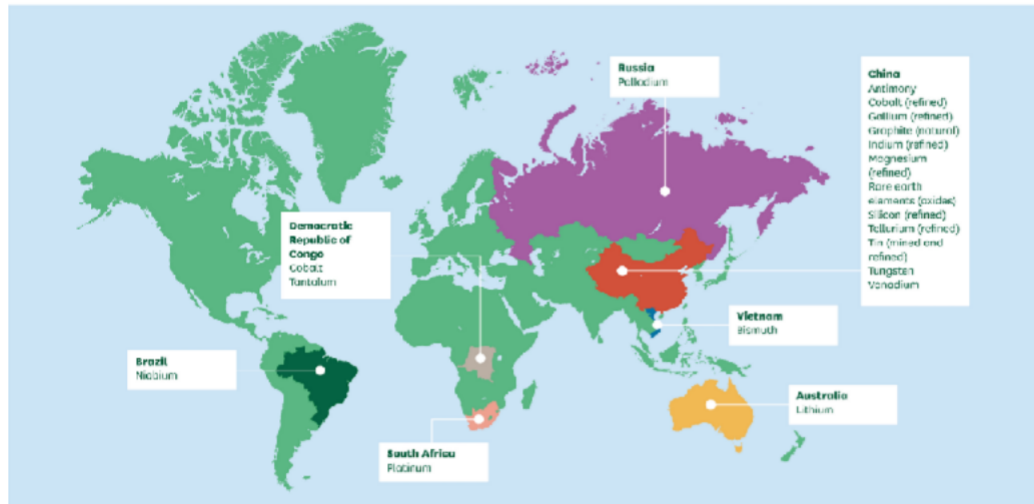 Russia
Palladium
China
Antimony
Cobalt (refined)
Gallium (refined)
Graphite (natural)
Indium (refined)
Magnesium
(refined)
Rare earth
elements (oxides)
Silicon (refined)
Tellurium (refined)
Tin (mined and
refined)
Tungsten
Vanadium
Democratic
Republic of
Congo
Cobalt
Tantalum
Vietnam
Bismuth
Brazil
Niobium
Australia
Lithium
South Africa
Platinum